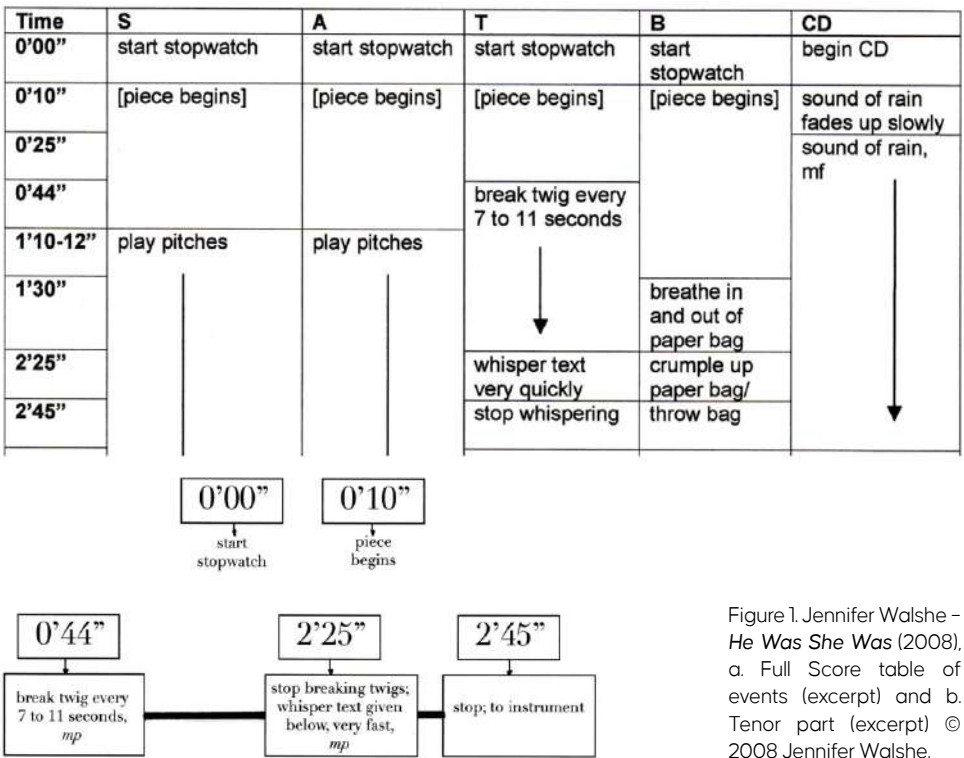 Time S A T B CD
0'00" start stopwatch start stopwatch start stopwatch start begin CD
stopwatch
0'10" [piece begins] [piece begins] [piece begins] [piece begins] sound of rain
fades up slowly
0'25" sound of rain,
mf
0'44" break twig every
7 to 11 seconds
1'10-12" play pitches play pitches
1'30" breathe in
and out of
paper bag
2'25" whisper text crumple up
very quickly paper bag/
2'45" stop whispering throw bag
0'00" 0'10"
start piece
stopwatch begins
0'44" 2'25" 2'45"
break twig every
7 to 11 seconds,
mp
stop breaking twigs;
whisper text given
below, very fast,
mp
stop; to instrument
Figure 1. Jennifer Walshe –
He Was She Was (2008),
a. Full Score table of
events (excerpt) and b.
Tenor part (excerpt) ©
2008 Jennifer Walshe.